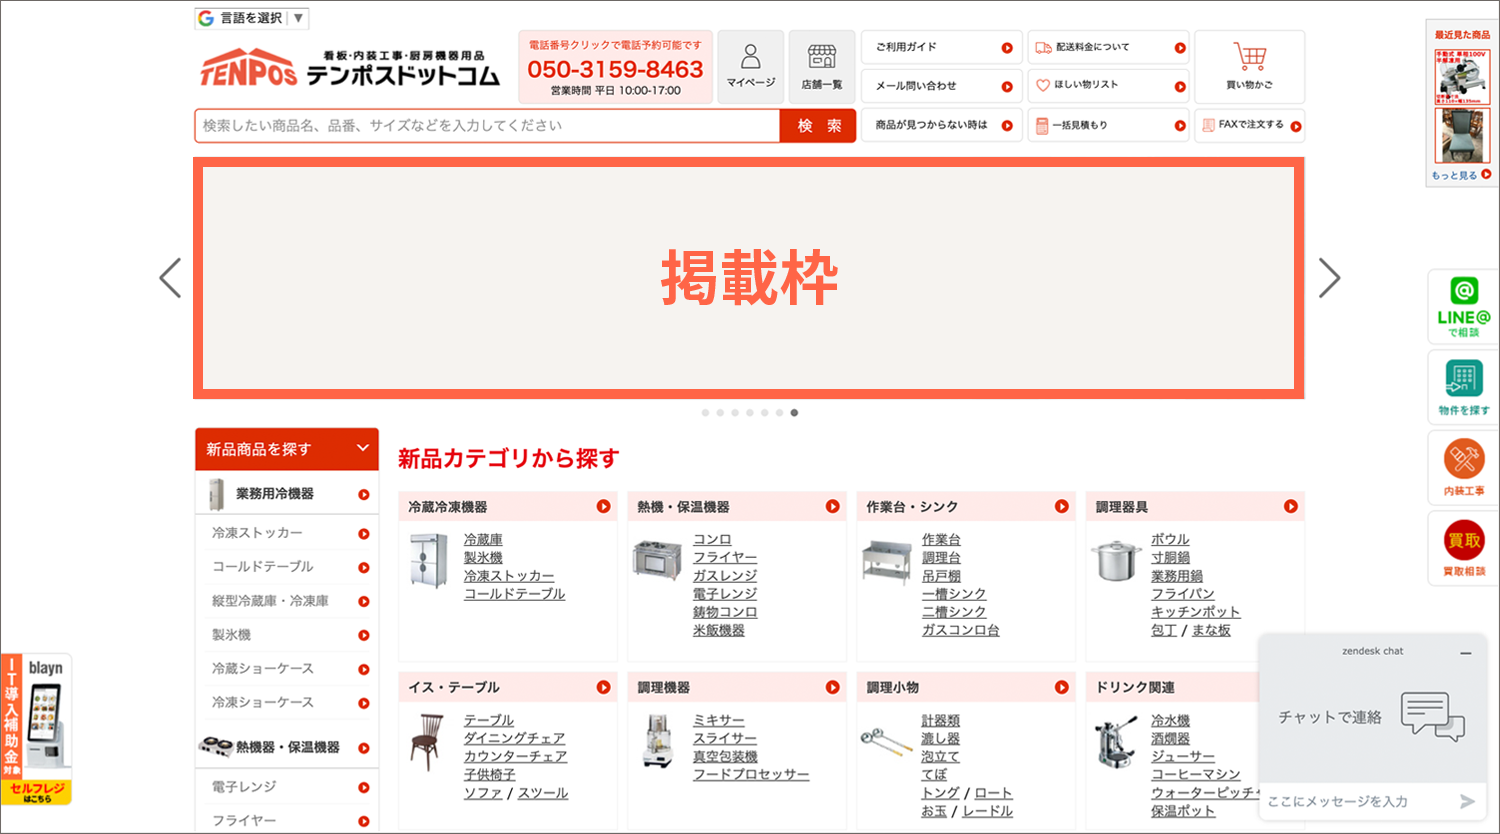 言語を選択 ▼
看板・内装工事・厨房機器用品
TENPOS テンポスドットコム
電話番号クリックで電話予約可能です
050-3159-8463
営業時間 平日 10:00-17:00
マイページ
店舗一覧
ご利用ガイド
配送料金について
メール問い合わせ
ほしい物リスト
買い物かご
検索したい商品名、品番、サイズなどを入力してください
検 索
商品が見つからない時は
一括見積もり
FAXで注文する
最近見た商品
手動式 単相100V
半解凍用
もっと見る
掲載枠
LINE@
で相談
物件を探す
内装工事
買取
買取相談
新品商品を探す
業務用冷機器
冷凍ストッカー
コールドテーブル
縦型冷蔵庫・冷凍庫
製氷機
冷蔵ショーケース
冷凍ショーケース
熱機器・保温機器
電子レンジ
フライヤー
新品カテゴリから探す
冷蔵冷凍機器
冷蔵庫
製氷機
冷凍ストッカー
コールドテーブル
熱機・保温機器
コンロ
フライヤー
ガスレンジ
電子レンジ
鋳物コンロ
米飯機器
作業台・シンク
作業台
調理台
吊戸棚
一槽シンク
二槽シンク
ガスコンロ台
調理器具
ボウル
寸胴鍋
業務用鍋
フライパン
キッチンポット
包丁 / まな板
イス・テーブル
テーブル
ダイニングチェア
カウンターチェア
子供椅子
ソファ / スツール
調理機器
ミキサー
スライサー
真空包装機
フードプロセッサー
調理小物
計器類
漉し器
泡立て
てぼ
トング / ロート
お玉 / レードル
ドリンク関連
冷水機
酒燗器
ジューサー
コーヒーマシン
ウォーターピッチャ
保温ポット
IT導入補助金対象
blayn
セルフレジ
はこちら
zendesk chat
チャットで連絡
ここにメッセージを入力